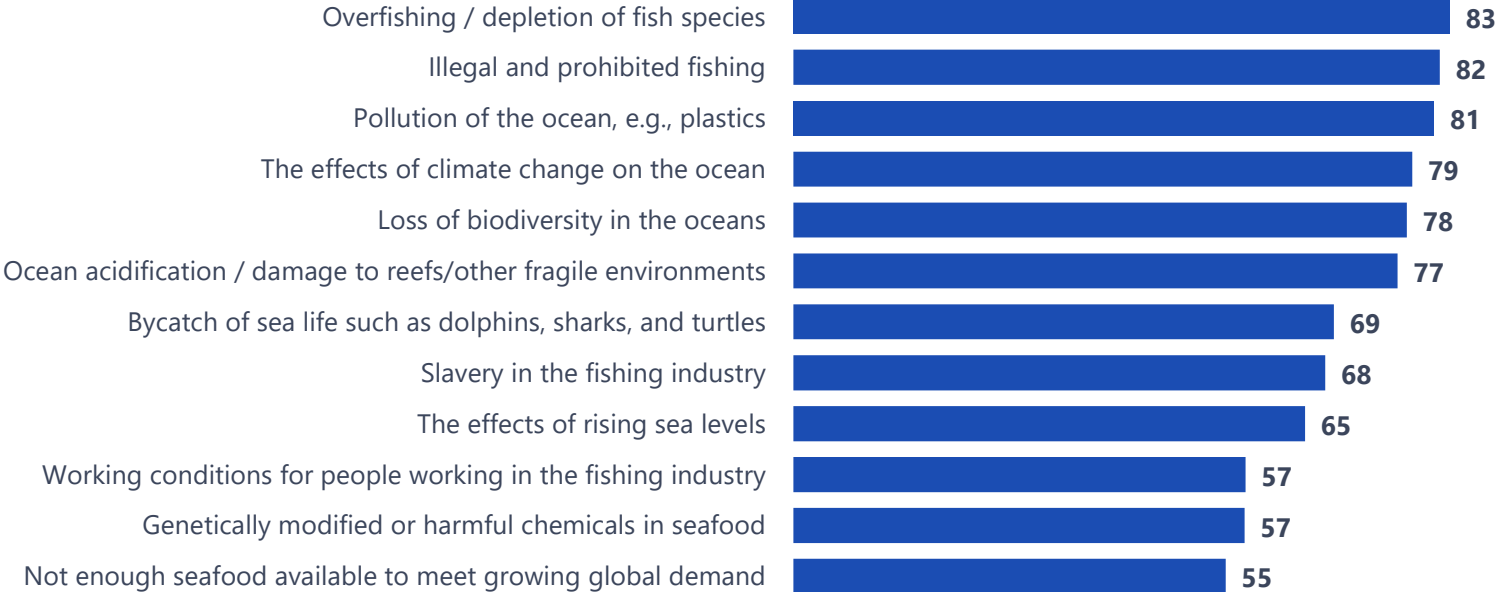 Overfishing / depletion of fish species 83
Illegal and prohibited fishing 82
Pollution of the ocean, e.g., plastics 81
The effects of climate change on the ocean 79
Loss of biodiversity in the oceans 78
Ocean acidification / damage to reefs/other fragile environments 77
Bycatch of sea life such as dolphins, sharks, and turtles 69
Slavery in the fishing industry 68
The effects of rising sea levels 65
Working conditions for people working in the fishing industry 57
Genetically modified or harmful chemicals in seafood 57
Not enough seafood available to meet growing global demand 55